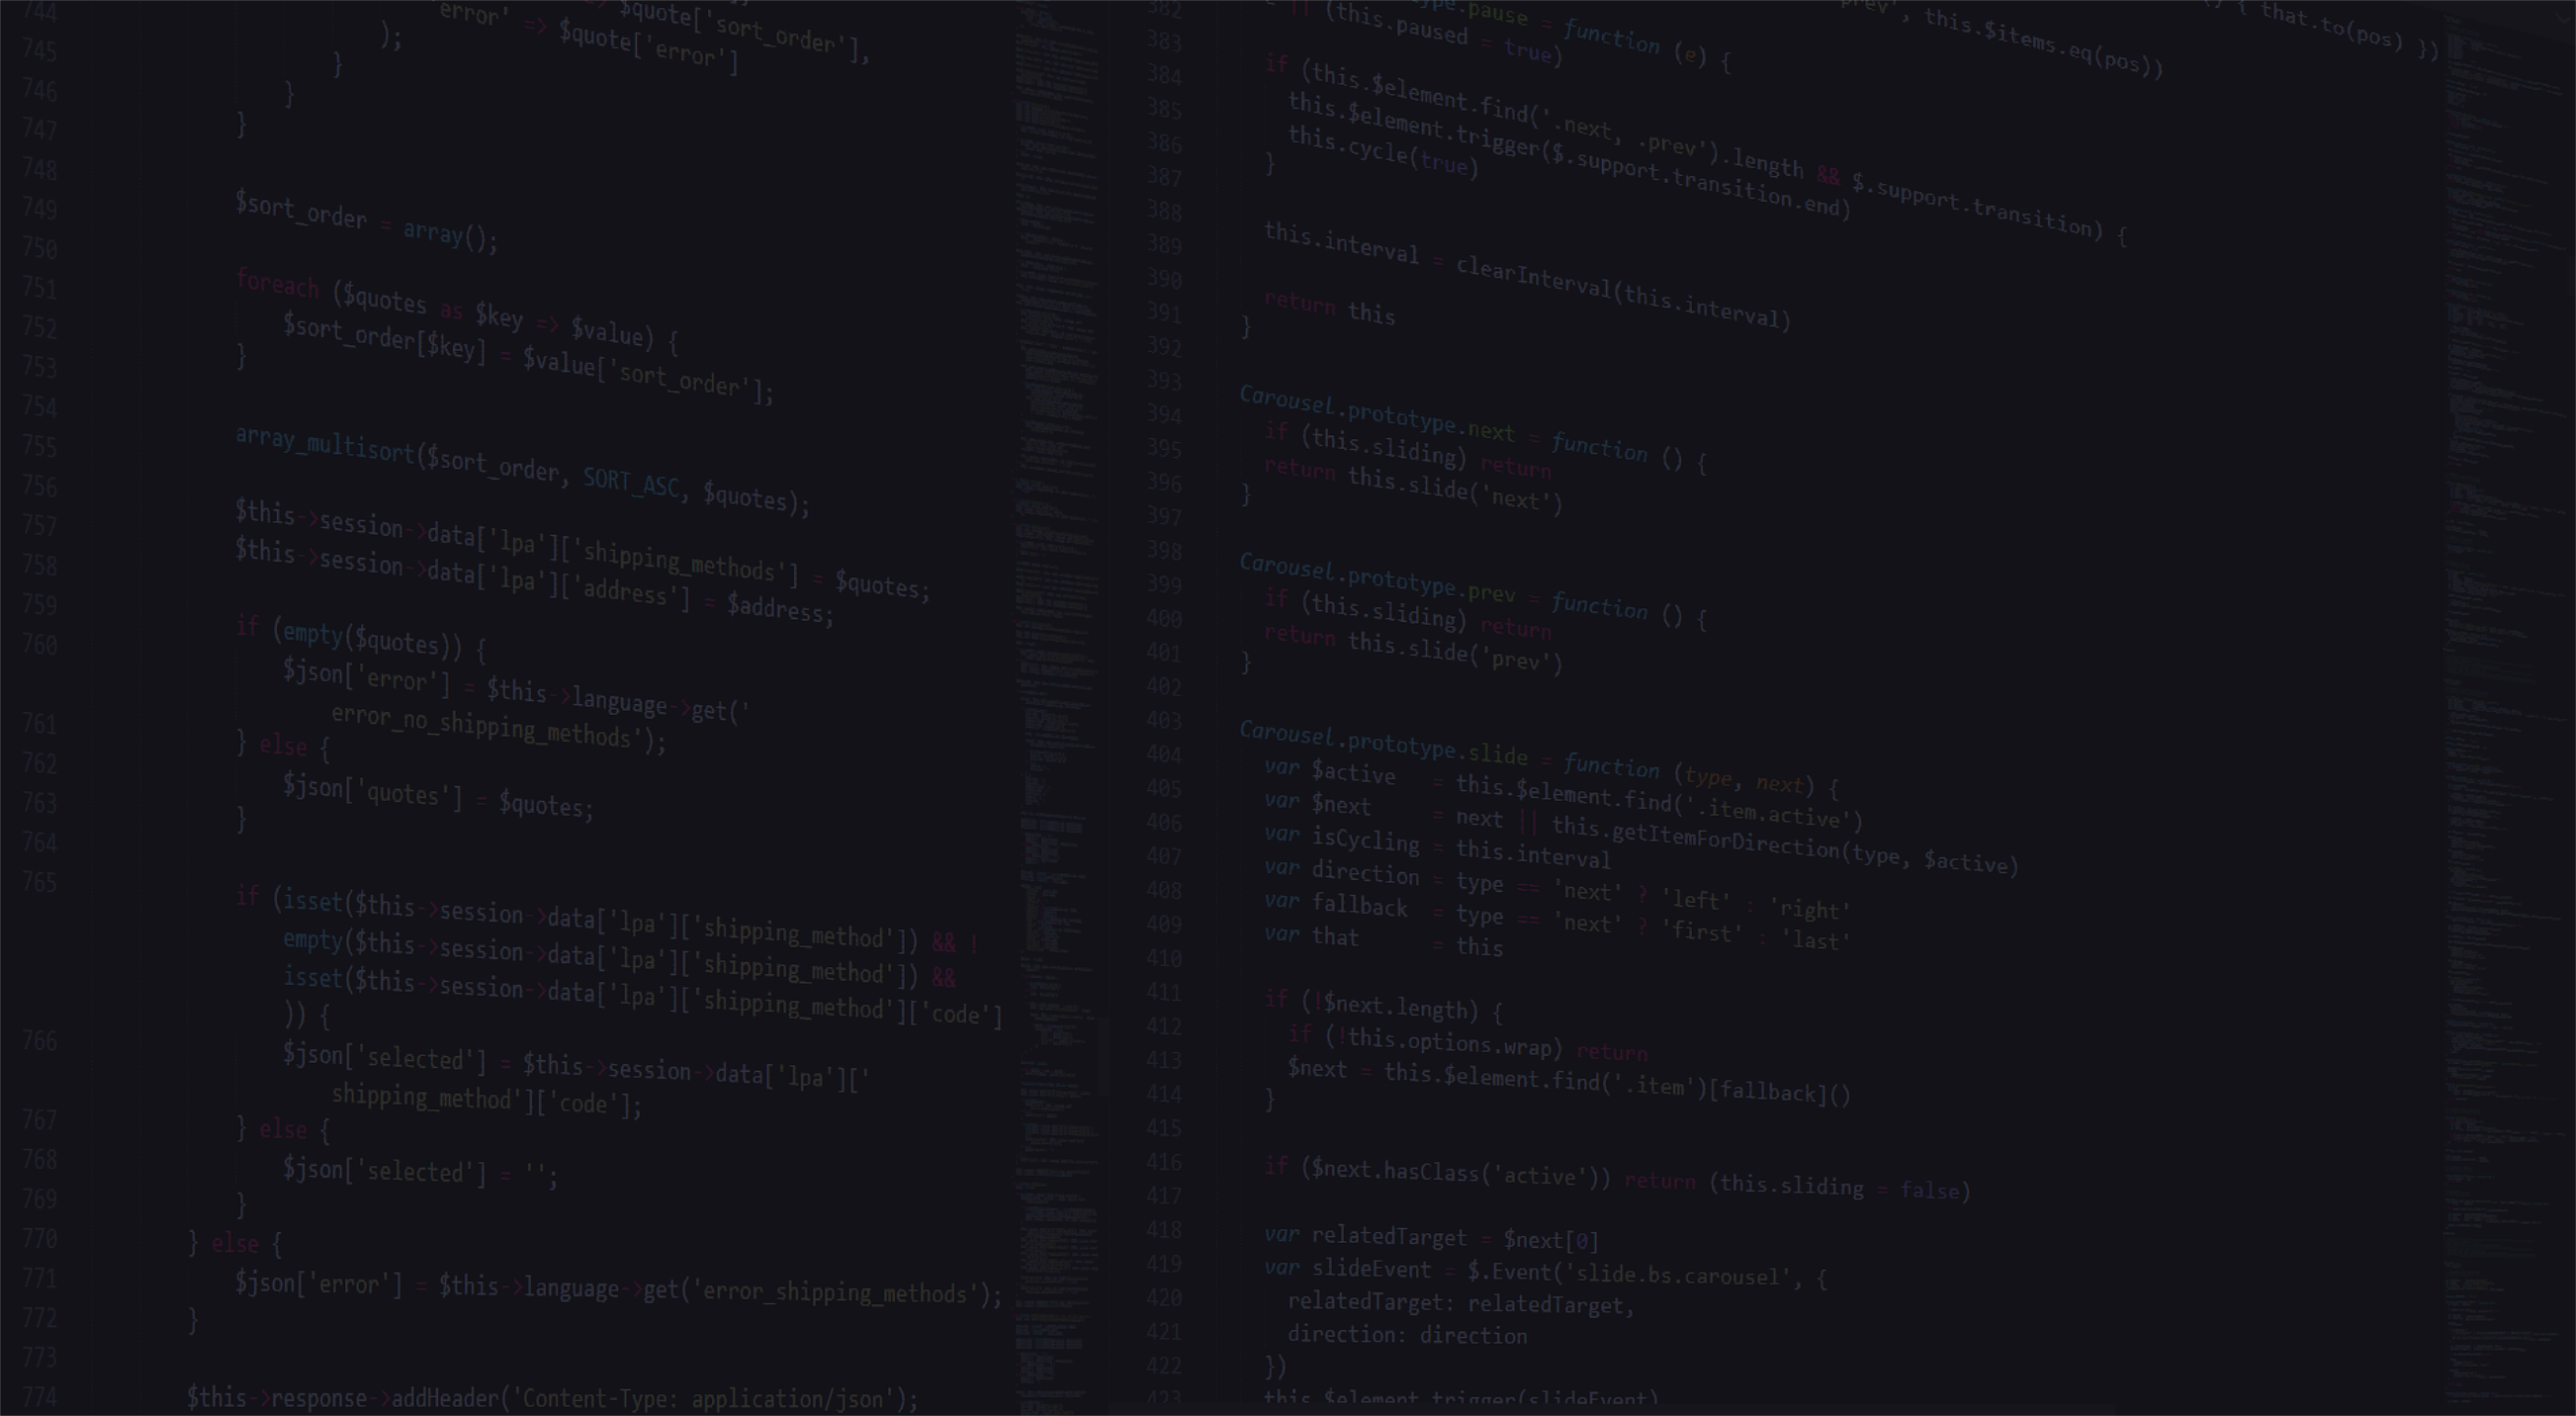 744
745
746
747
748
749
750
751
752
753
754
755
756
757
758
759
760
761
762
763
764
765
766
767
768
769
770
771
772
773
774
=> $quote['sort_order'],
'error' => $quote['error']
);
}
}
}
$sort_order = array();
foreach ($quotes as $key => $value) {
$sort_order[$key] = $value['sort_order'];
}
array_multisort($sort_order, SORT_ASC, $quotes);
$this->session->data['lpa']['shipping_methods'] = $quotes;
$this->session->data['lpa']['address'] = $address;
if (empty($quotes)) {
$json['error'] = $this->language->get('
error_no_shipping_methods');
} else {
$json['quotes'] = $quotes;
}
if (isset($this->session->data['lpa']['shipping_method']) && !
empty($this->session->data['lpa']['shipping_method']) &&
isset($this->session->data['lpa']['shipping_method']['code']
)) {
$json['selected'] = $this->session->data['lpa']['
shipping_method']['code'];
} else {
$json['selected'] = '';
}
} else {
$json['error'] = $this->language->get('error_shipping_methods');
}
$this->response->addHeader('Content-Type: application/json');
382
383
384
385
386
387
388
389
390
391
392
393
394
395
396
397
398
399
400
401
402
403
404
405
406
407
408
409
410
411
412
413
414
415
416
417
418
419
420
421
422
423
prev', this.$items.eq(pos))
() { that.to(pos) })
.pause = function (e) {
|| (this.paused = true)
if (this.$element.find('.next, .prev').length && $.support.transition) {
this.$element.trigger($.support.transition.end)
this.cycle(true)
}
this.interval = clearInterval(this.interval)
return this
}
Carousel.prototype.next = function () {
if (this.sliding) return
return this.slide('next')
}
Carousel.prototype.prev = function () {
if (this.sliding) return
return this.slide('prev')
}
Carousel.prototype.slide = function (type, next) {
var $active = this.$element.find('.item.active')
var $next = next || this.getItemForDirection(type, $active)
var isCycling = this.interval
var direction = type == 'next' ? 'left' : 'right'
var fallback = type == 'next' ? 'first' : 'last'
var that = this
if (!$next.length) {
if (!this.options.wrap) return
$next = this.$element.find('.item')[fallback]()
}
if ($next.hasClass('active')) return (this.sliding = false)
var relatedTarget = $next[0]
var slideEvent = $.Event('slide.bs.carousel', {
relatedTarget: relatedTarget,
direction: direction
})
this.$element.trigger(slideEvent)